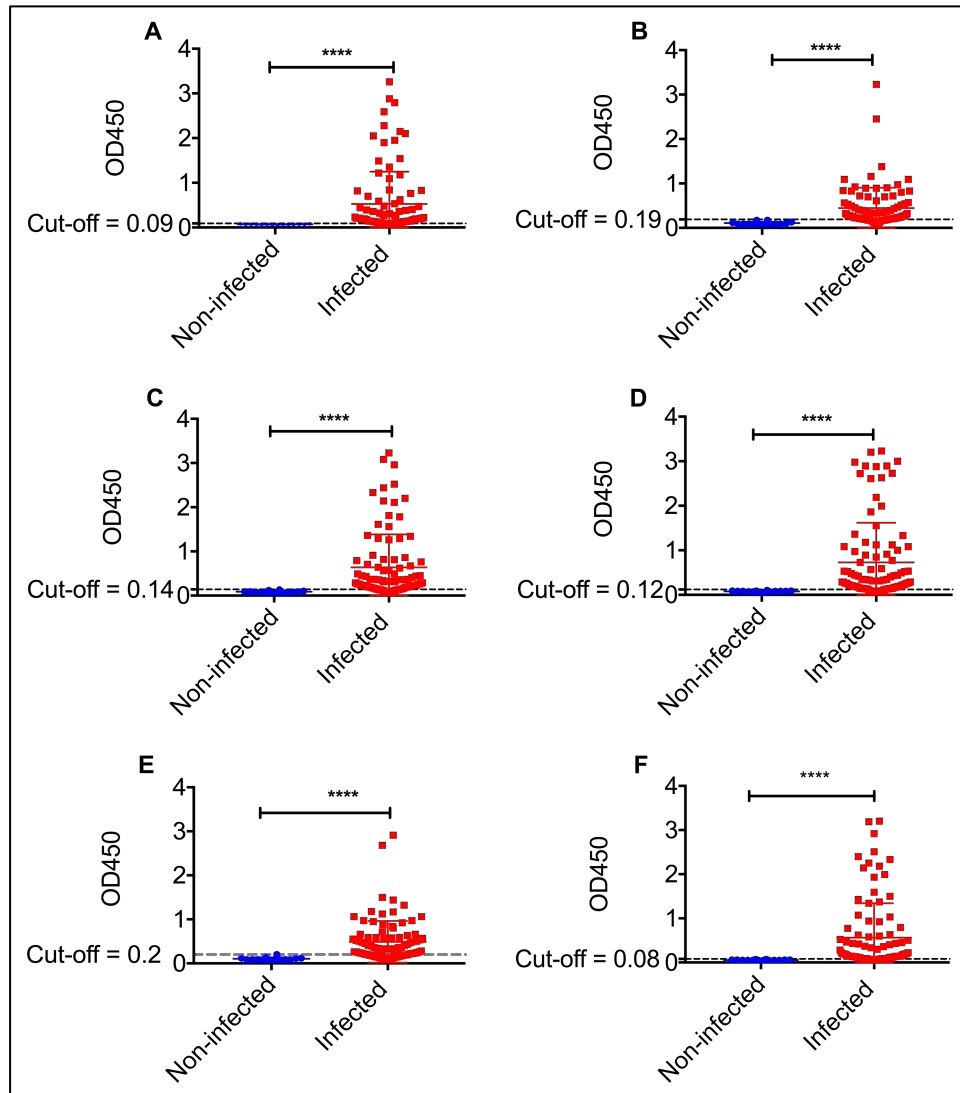 A
****
4
3
2
1
0
OD450
Cut-off = 0.09
Non-infected
Infected
B
****
4
3
2
1
0
OD450
Cut-off = 0.19
Non-infected
Infected
C
****
4
3
2
1
0
OD450
Cut-off = 0.14
Non-infected
Infected
D
****
4
3
2
1
0
OD450
Cut-off = 0.12
Non-infected
Infected
E
****
4
3
2
1
0
OD450
Cut-off = 0.2
Non-infected
Infected
F
****
4
3
2
1
0
OD450
Cut-off = 0.08
Non-infected
Infected